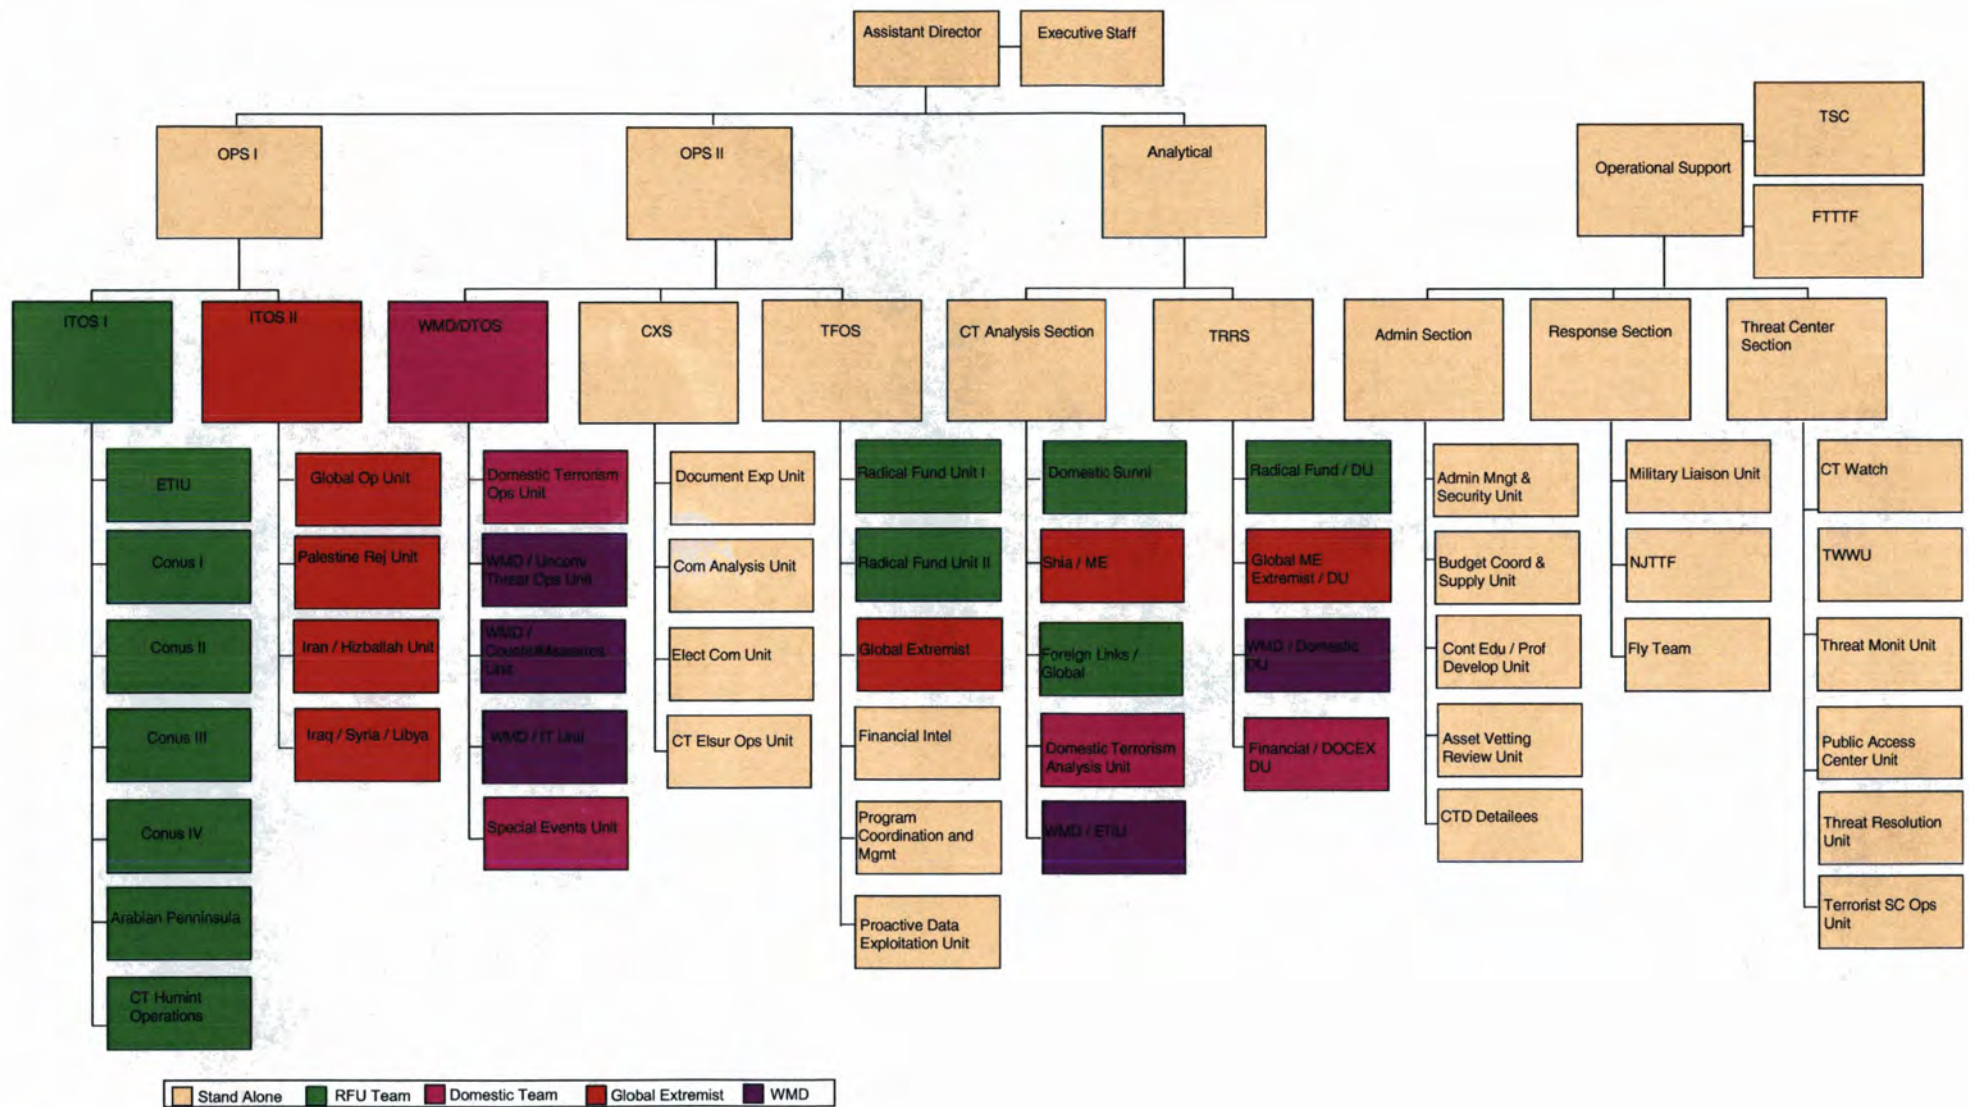 Assistant Director
Executive Staff
TSC
OPS I
OPS II
Analytical
Operational Support
FTTTF
ITOS I
ITOS II
WMD/DTOS
CXS
TFOS
CT Analysis Section
TRRS
Admin Section
Response Section
Threat Center
Section
ETIU
Conus I
Conus II
Conus III
Conus IV
Arabian Penninsula
CT Humint
Operations
Global Op Unit
Palestine Rej Unit
Iran / Hizballah Unit
Iraq / Syria / Libya
Domestic Terrorism
Ops Unit
WMD / Unconv
Threat Ops Unit
WMD /
CounterMeasures
Unit
WMD / IT Unit
Special Events Unit
Document Exp Unit
Com Analysis Unit
Elect Com Unit
CT Elsur Ops Unit
Radical Fund Unit I
Radical Fund Unit II
Global Extremist
Financial Intel
Program
Coordination and
Mgmt
Proactive Data
Exploitation Unit
Domestic Sunni
Shia / ME
Foreign Links /
Global
Domestic Terrorism
Analysis Unit
WMD / ETIU
Radical Fund / DU
Global ME
Extremist / DU
WMD / Domestic
DU
Financial / DOCEX
DU
Admin Mngt &
Security Unit
Budget Coord &
Supply Unit
Cont Edu / Prof
Develop Unit
Asset Vetting
Review Unit
CTD Detailees
Military Liaison Unit
NJTTF
Fly Team
CT Watch
TWWU
Threat Monit Unit
Public Access
Center Unit
Threat Resolution
Unit
Terrorist SC Ops
Unit
Stand Alone
RFU Team
Domestic Team
Global Extremist
WMD